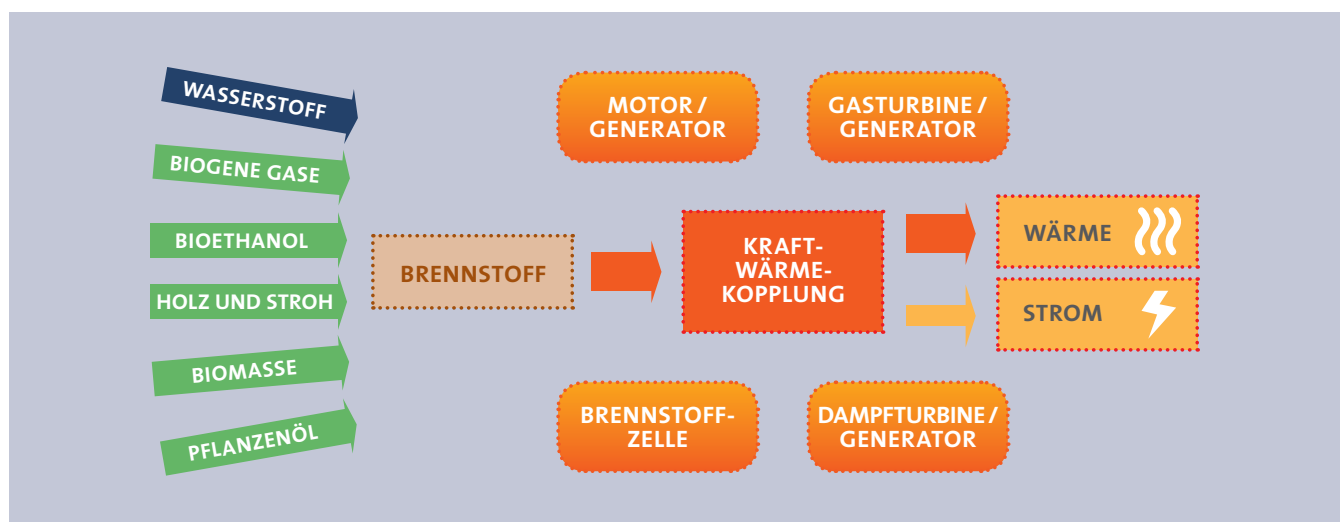 WASSERSTOFF
BIOGENE GASE
BIOETHANOL
HOLZ UND STROH
BIOMASSE
PFLANZENÖL
BRENNSTOFF
MOTOR /
GENERATOR
GASTURBINE /
GENERATOR
KRAFT-
WÄRME-
KOPPLUNG
WÄRME
STROM
BRENNSTOFF-
ZELLE
DAMPFTURBINE /
GENERATOR